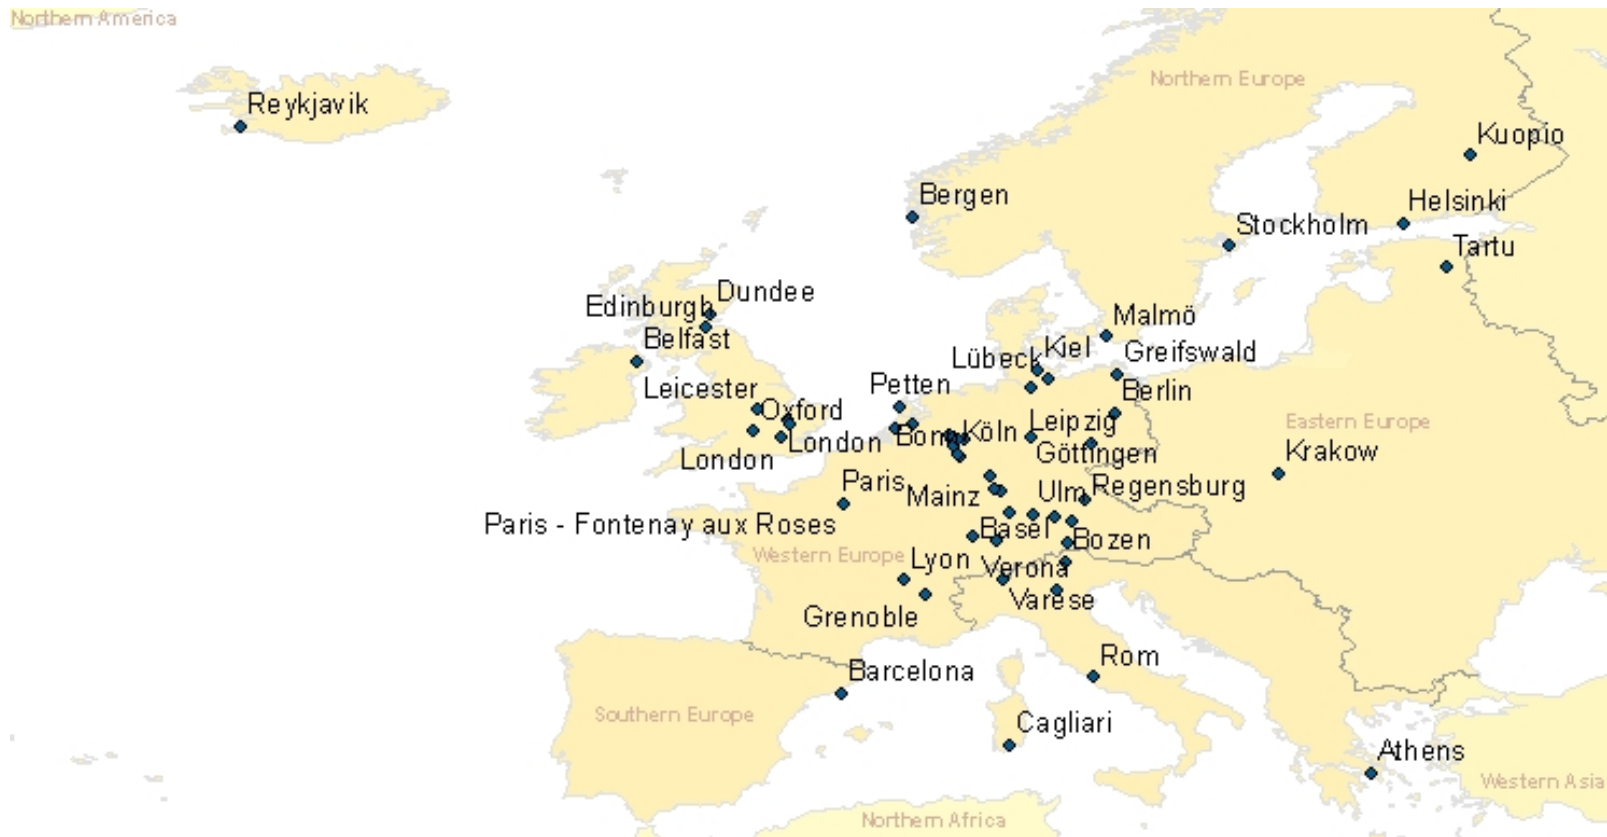 Northern America
Northern Europe
Reykjavik
Kuopio
Bergen
Helsinki
Stockholm
Tartu
Dundee
Edinburgh
Malmö
Belfast
Kiel
Greifswald
Lübeck
Leicester
Petten
Berlin
Oxford
Leipzig
Eastern Europe
London
Bonn
Köln
London
Göttingen
Krakow
Paris
Mainz
Ulm
Regensburg
Paris - Fontenay aux Roses
Basel
Bozen
Western Europe
Lyon
Verona
Varese
Grenoble
Rom
Barcelona
Southern Europe
Cagliari
Athens
Western Asia
Northern Africa